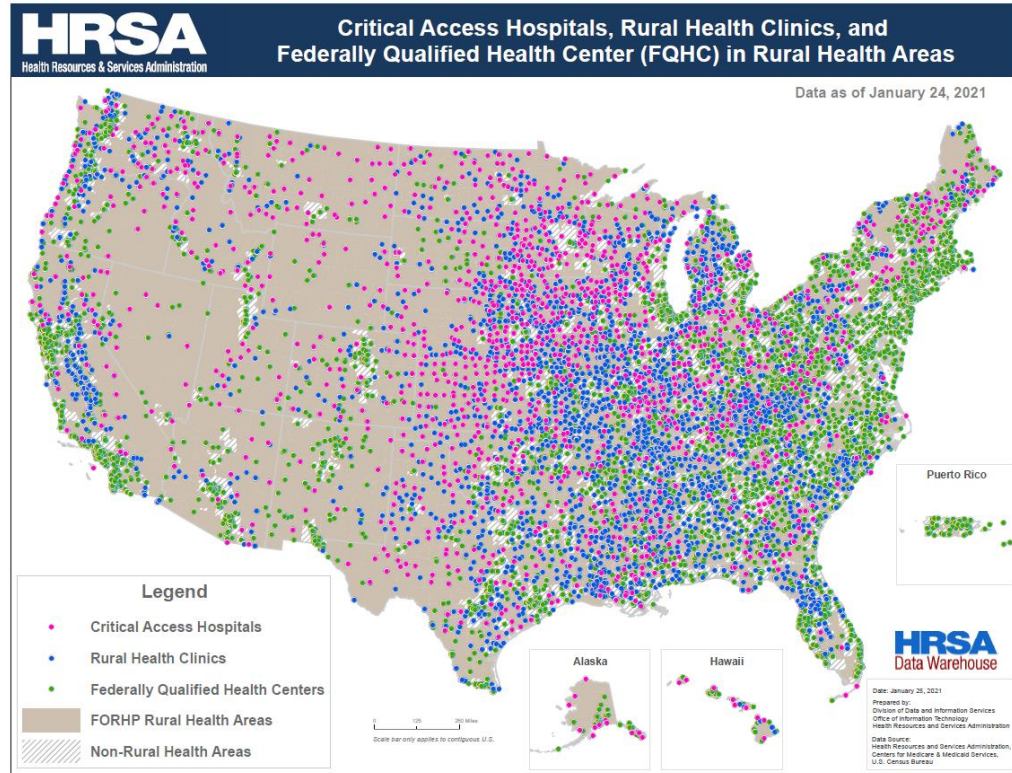 HRSA
Health Resources & Services Administration
Critical Access Hospitals, Rural Health Clinics, and
Federally Qualified Health Center (FQHC) in Rural Health Areas
Data as of January 24, 2021
Puerto Rico
Legend
Critical Access Hospitals
Rural Health Clinics
Federally Qualified Health Centers
FORHP Rural Health Areas
Non-Rural Health Areas
0 125 250 Miles
Scale bar only applies to contiguous U.S.
Alaska
Hawaii
HRSA
Data Warehouse
Date: January 25, 2021
Prepared by:
Division of Data and Information Services
Office of Information Technology
Health Resources and Services Administration
Data Source:
Health Resources and Services Administration,
Centers for Medicare & Medicaid Services,
U.S. Census Bureau